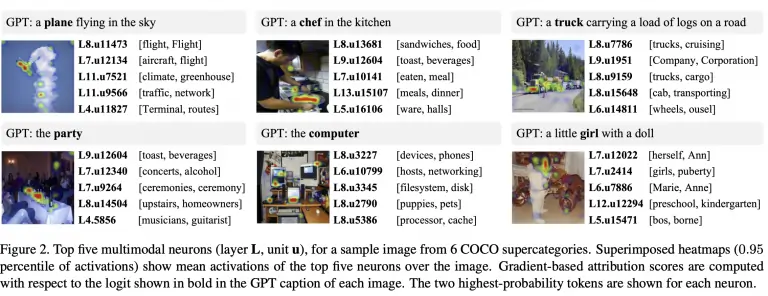 GPT: a plane flying in the sky
L8.u11473 [flight, Flight]
L7.u12134 [aircraft, flight]
L11.u7521 [climate, greenhouse]
L11.u9566 [traffic, network]
L4.u11827 [Terminal, routes]
GPT: a chef in the kitchen
L8.u13681 [sandwiches, food]
L9.u12604 [toast, beverages]
L7.u10141 [eaten, meal]
L13.u15107 [meals, dinner]
L5.u16106 [ware, halls]
GPT: a truck carrying a load of logs on a road
L8.u7786 [trucks, cruising]
L9.u1951 [Company, Corporation]
L8.u9159 [trucks, cargo]
L8.u15648 [cab, transporting]
L6.u14811 [wheels, ousel]
GPT: the party
L9.u12604 [toast, beverages]
L7.u12340 [concerts, alcohol]
L7.u9264 [ceremonies, ceremony]
L8.u14504 [upstairs, homeowners]
L4.5856 [musicians, guitarist]
GPT: the computer
L8.u3227 [devices, phones]
L6.u10799 [hosts, networking]
L8.u3345 [filesystem, disk]
L8.u2790 [puppies, pets]
L8.u5386 [processor, cache]
GPT: a little girl with a doll
L7.u12022 [herself, Ann]
L7.u2414 [girls, puberty]
L6.u7886 [Marie, Anne]
L12.u12294 [preschool, kindergarten]
L5.u15471 [bos, borne]
Figure 2. Top five multimodal neurons (layer L, unit u), for a sample image from 6 COCO supercategories. Superimposed heatmaps (0.95
percentile of activations) show mean activations of the top five neurons over the image. Gradient-based attribution scores are computed
with respect to the logit shown in bold in the GPT caption of each image. The two highest-probability tokens are shown for each neuron.